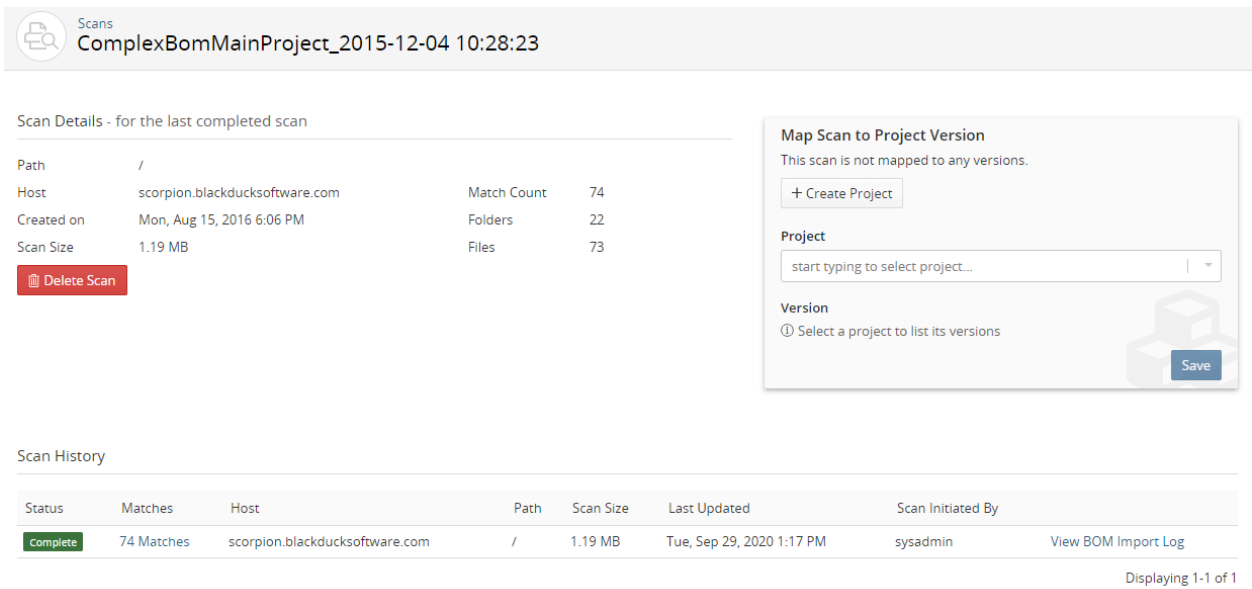 Scans
ComplexBomMainProject_2015-12-04 10:28:23
Scan Details - for the last completed scan
Path /
Host scorpion.blackducksoftware.com Match Count 74
Created on Mon, Aug 15, 2016 6:06 PM Folders 22
Scan Size 1.19 MB Files 73
Delete Scan
Map Scan to Project Version
This scan is not mapped to any versions.
+ Create Project
Project
start typing to select project...
Version
Select a project to list its versions
Save
Scan History
Status Matches Host Path Scan Size Last Updated Scan Initiated By
Complete 74 Matches scorpion.blackducksoftware.com / 1.19 MB Tue, Sep 29, 2020 1:17 PM sysadmin View BOM Import Log
Displaying 1-1 of 1